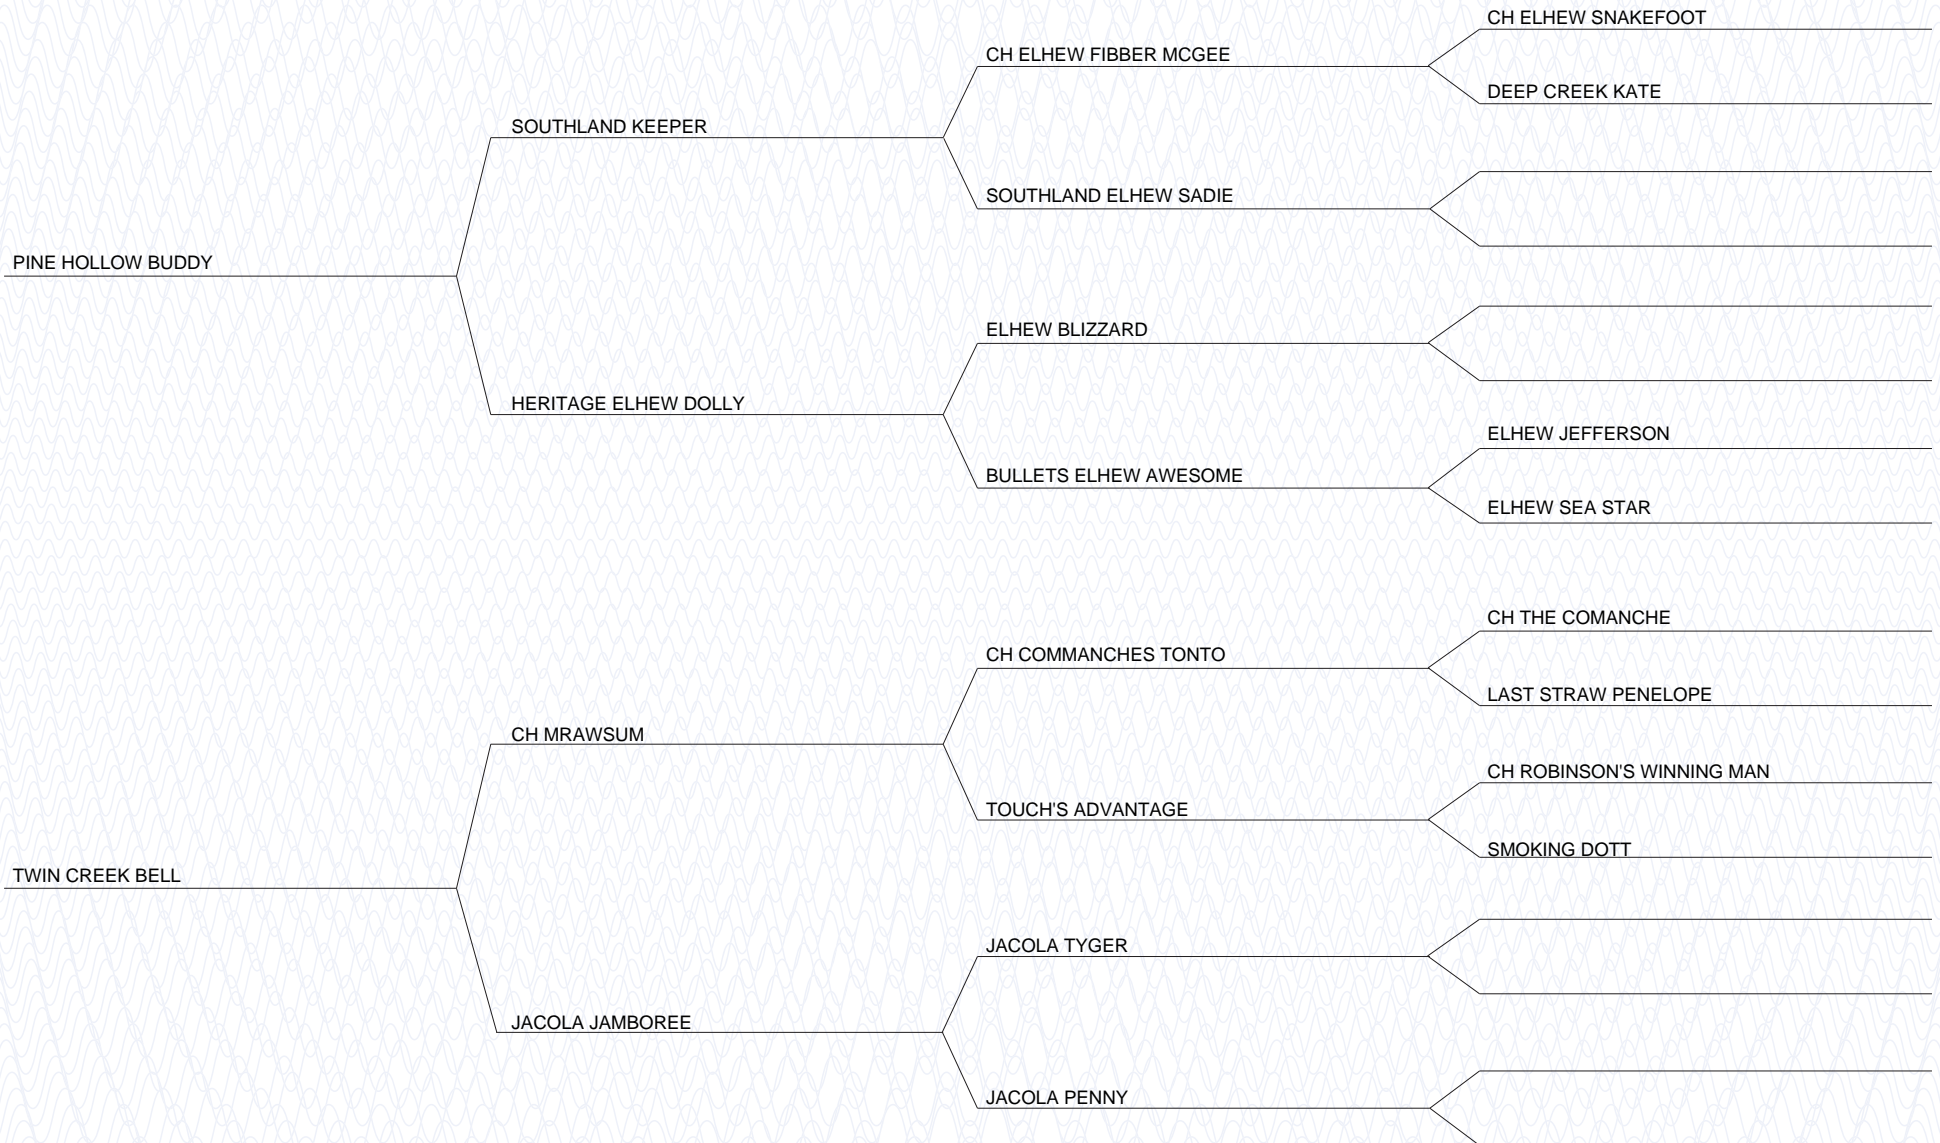 CH ELHEW SNAKEFOOT
CH ELHEW FIBBER MCGEE
DEEP CREEK KATE
SOUTHLAND KEEPER
SOUTHLAND ELHEW SADIE
PINE HOLLOW BUDDY
ELHEW BLIZZARD
HERITAGE ELHEW DOLLY
ELHEW JEFFERSON
BULLETS ELHEW AWESOME
ELHEW SEA STAR
CH THE COMANCHE
CH COMMANCHES TONTO
LAST STRAW PENELOPE
CH MRAWSUM
CH ROBINSON'S WINNING MAN
TOUCH'S ADVANTAGE
SMOKING DOTT
TWIN CREEK BELL
JACOLA TYGER
JACOLA JAMBOREE
JACOLA PENNY